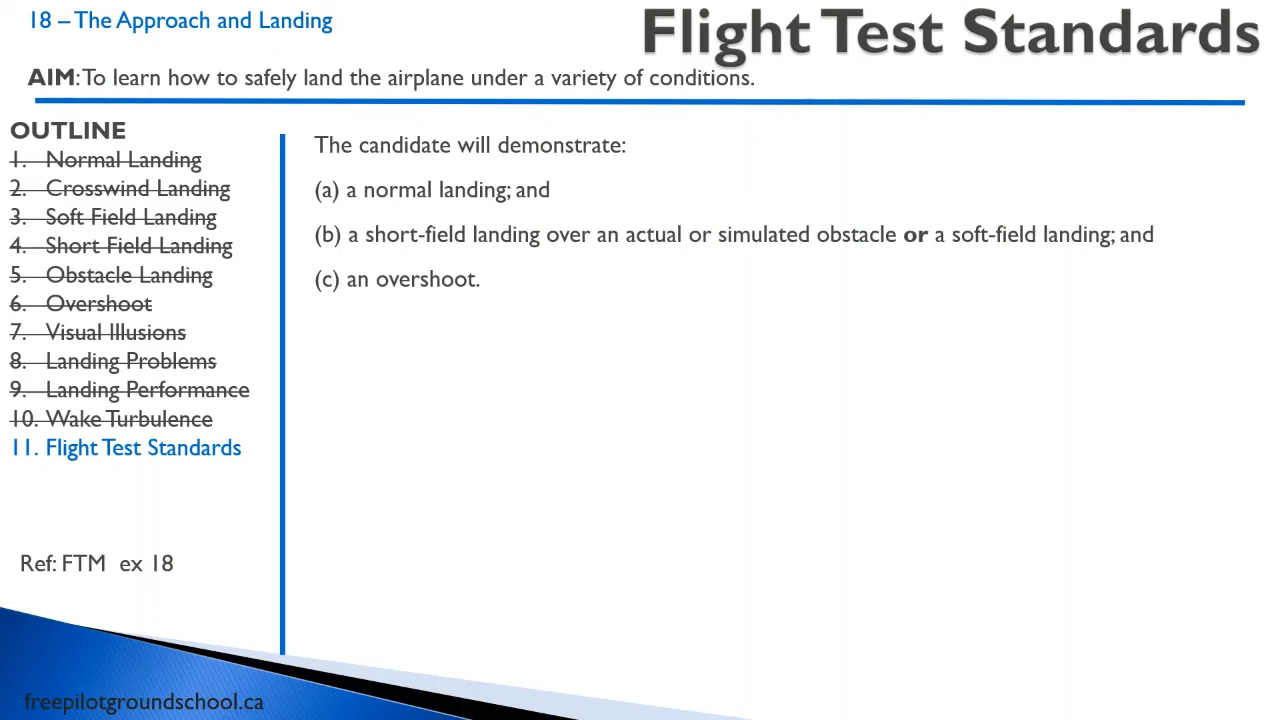 18 – The Approach and Landing
Flight Test Standards
AIM: To learn how to safely land the airplane under a variety of conditions.
OUTLINE
1. Normal Landing
2. Crosswind Landing
3. Soft Field Landing
4. Short Field Landing
5. Obstacle Landing
6. Overshoot
7. Visual Illusions
8. Landing Problems
9. Landing Performance
10. Wake Turbulence
11. Flight Test Standards
Ref: FTM ex 18
The candidate will demonstrate:
(a) a normal landing; and
(b) a short-field landing over an actual or simulated obstacle or a soft-field landing; and
(c) an overshoot.
freepilotgroundschool.ca